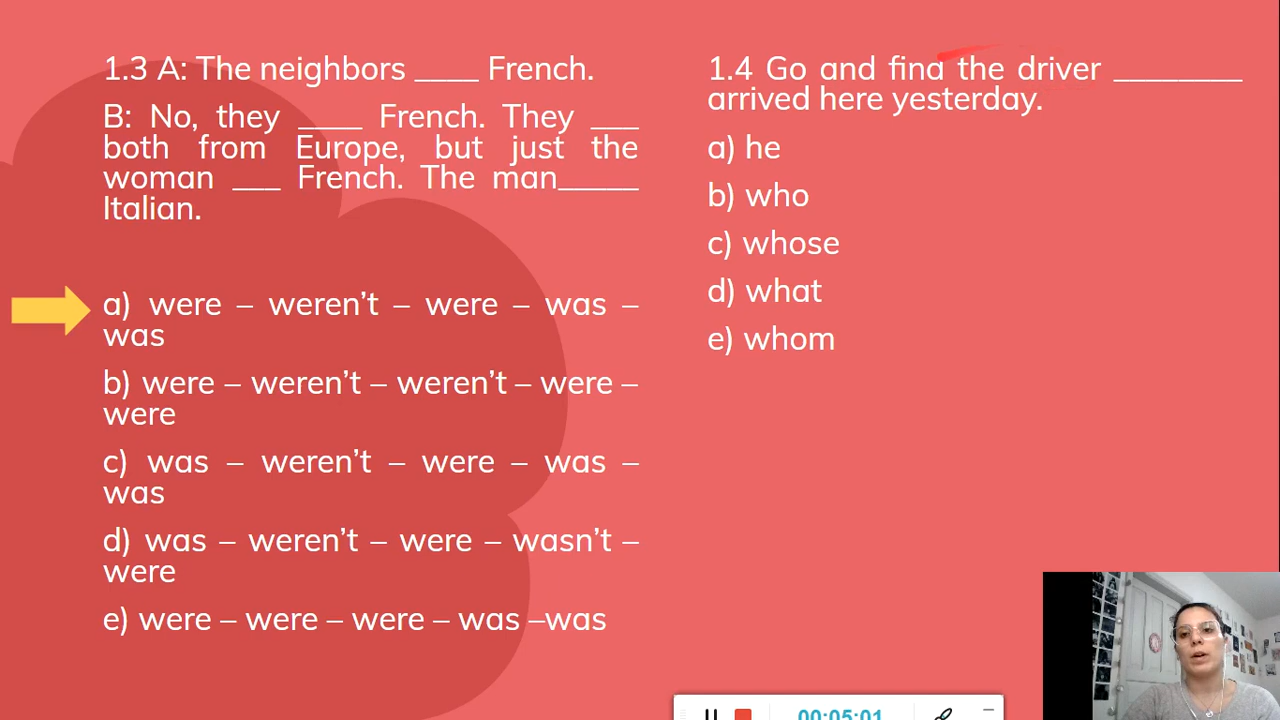 1.3 A: The neighbors ____ French.
B: No, they ____ French. They ___
both from Europe, but just the
woman ___ French. The man_____
Italian.
a) were – weren't – were – was –
was
b) were – weren't – weren't – were –
were
c) was – weren't – were – was –
was
d) was – weren't – were – wasn't –
were
e) were – were – were – was –was
1.4 Go and find the driver ________
arrived here yesterday.
a) he
b) who
c) whose
d) what
e) whom
00:05:01